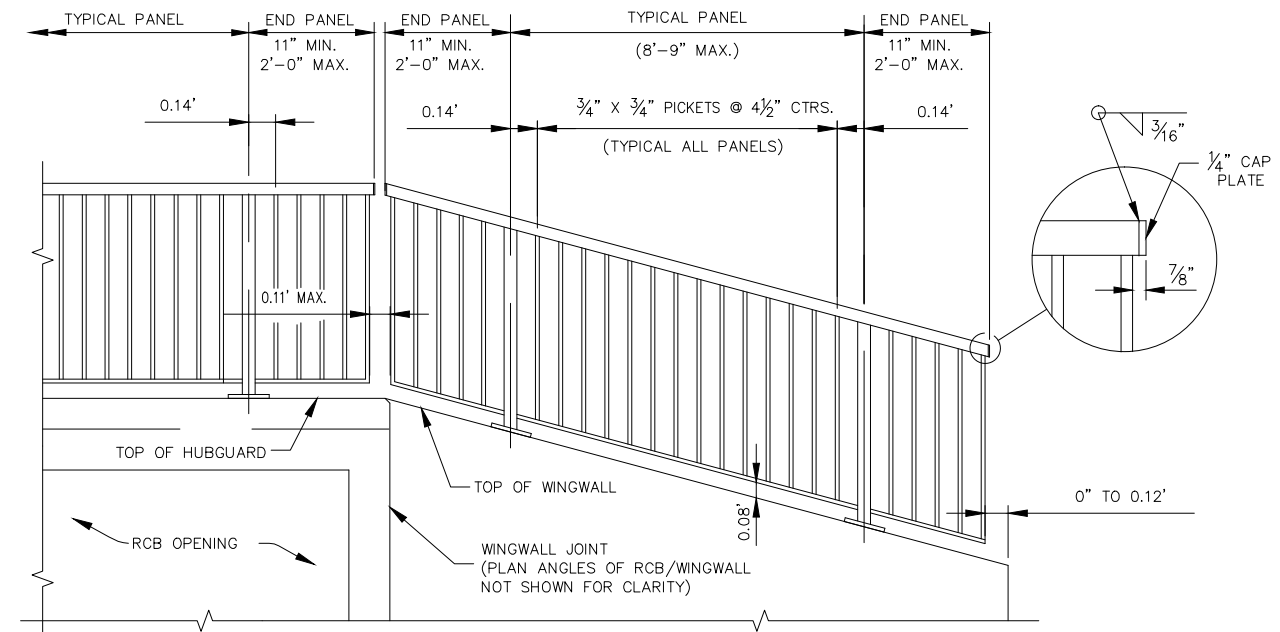 TYPICAL PANEL
END PANEL
11" MIN.
2'-0" MAX.
END PANEL
11" MIN.
2'-0" MAX.
TYPICAL PANEL
(8'-9" MAX.)
END PANEL
11" MIN.
2'-0" MAX.
0.14'
0.14'
3/4" X 3/4" PICKETS @ 4 1/2" CTRS.
(TYPICAL ALL PANELS)
0.14'
3/16"
1/4" CAP
PLATE
7/8"
0.11' MAX.
TOP OF HUBGUARD
TOP OF WINGWALL
0.08'
0" TO 0.12'
RCB OPENING
WINGWALL JOINT
(PLAN ANGLES OF RCB/WINGWALL
NOT SHOWN FOR CLARITY)